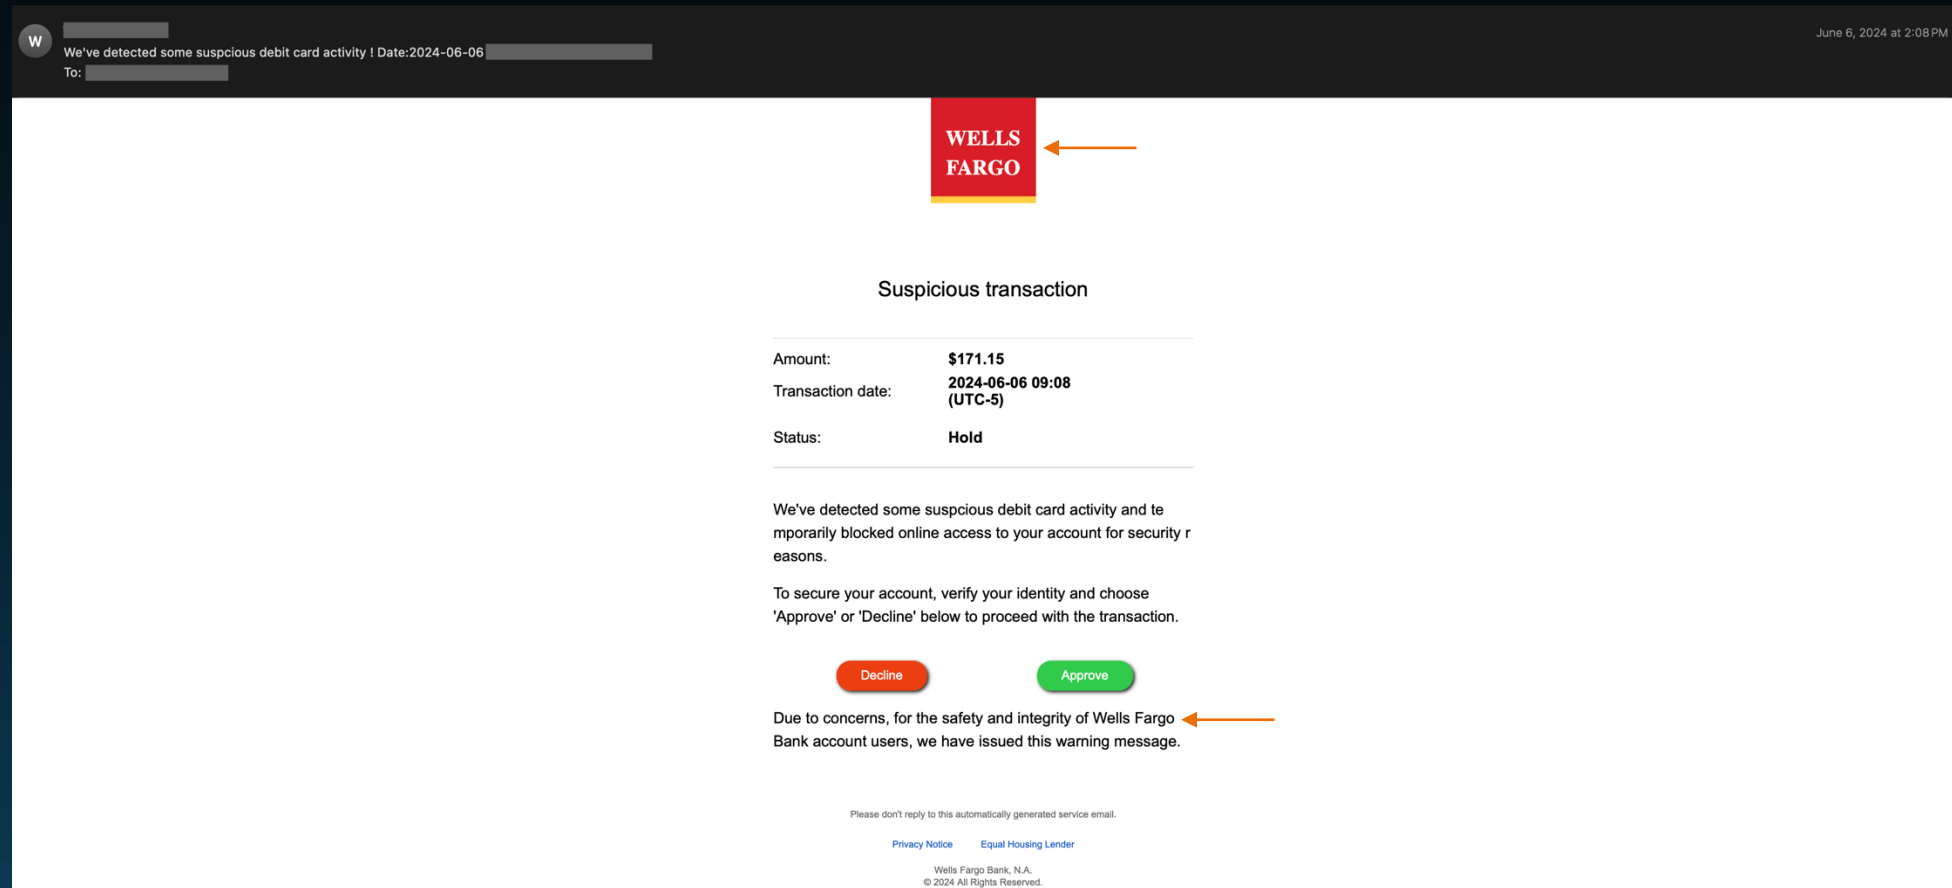 W
We've detected some suspcious debit card activity ! Date:2024-06-06
To:
June 6, 2024 at 2:08 PM
WELLS
FARGO
Suspicious transaction
Amount: $171.15
Transaction date: 2024-06-06 09:08
(UTC-5)
Status: Hold
We've detected some suspcious debit card activity and te
mporarily blocked online access to your account for security r
easons.
To secure your account, verify your identity and choose
'Approve' or 'Decline' below to proceed with the transaction.
Decline Approve
Due to concerns, for the safety and integrity of Wells Fargo
Bank account users, we have issued this warning message.
Please don't reply to this automatically generated service email.
Privacy Notice Equal Housing Lender
Wells Fargo Bank, N.A.
© 2024 All Rights Reserved.